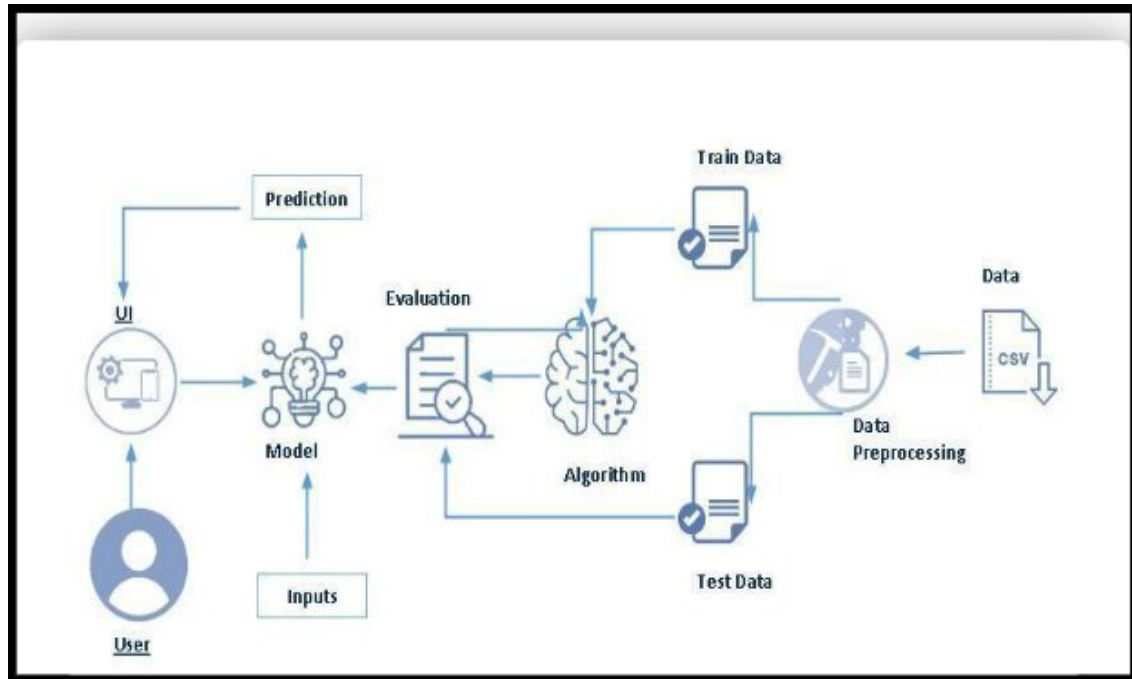 Train Data
Prediction
Data
Evaluation
UI
CSV
Model
Data
Preprocessing
Algorithm
Test Data
Inputs
User